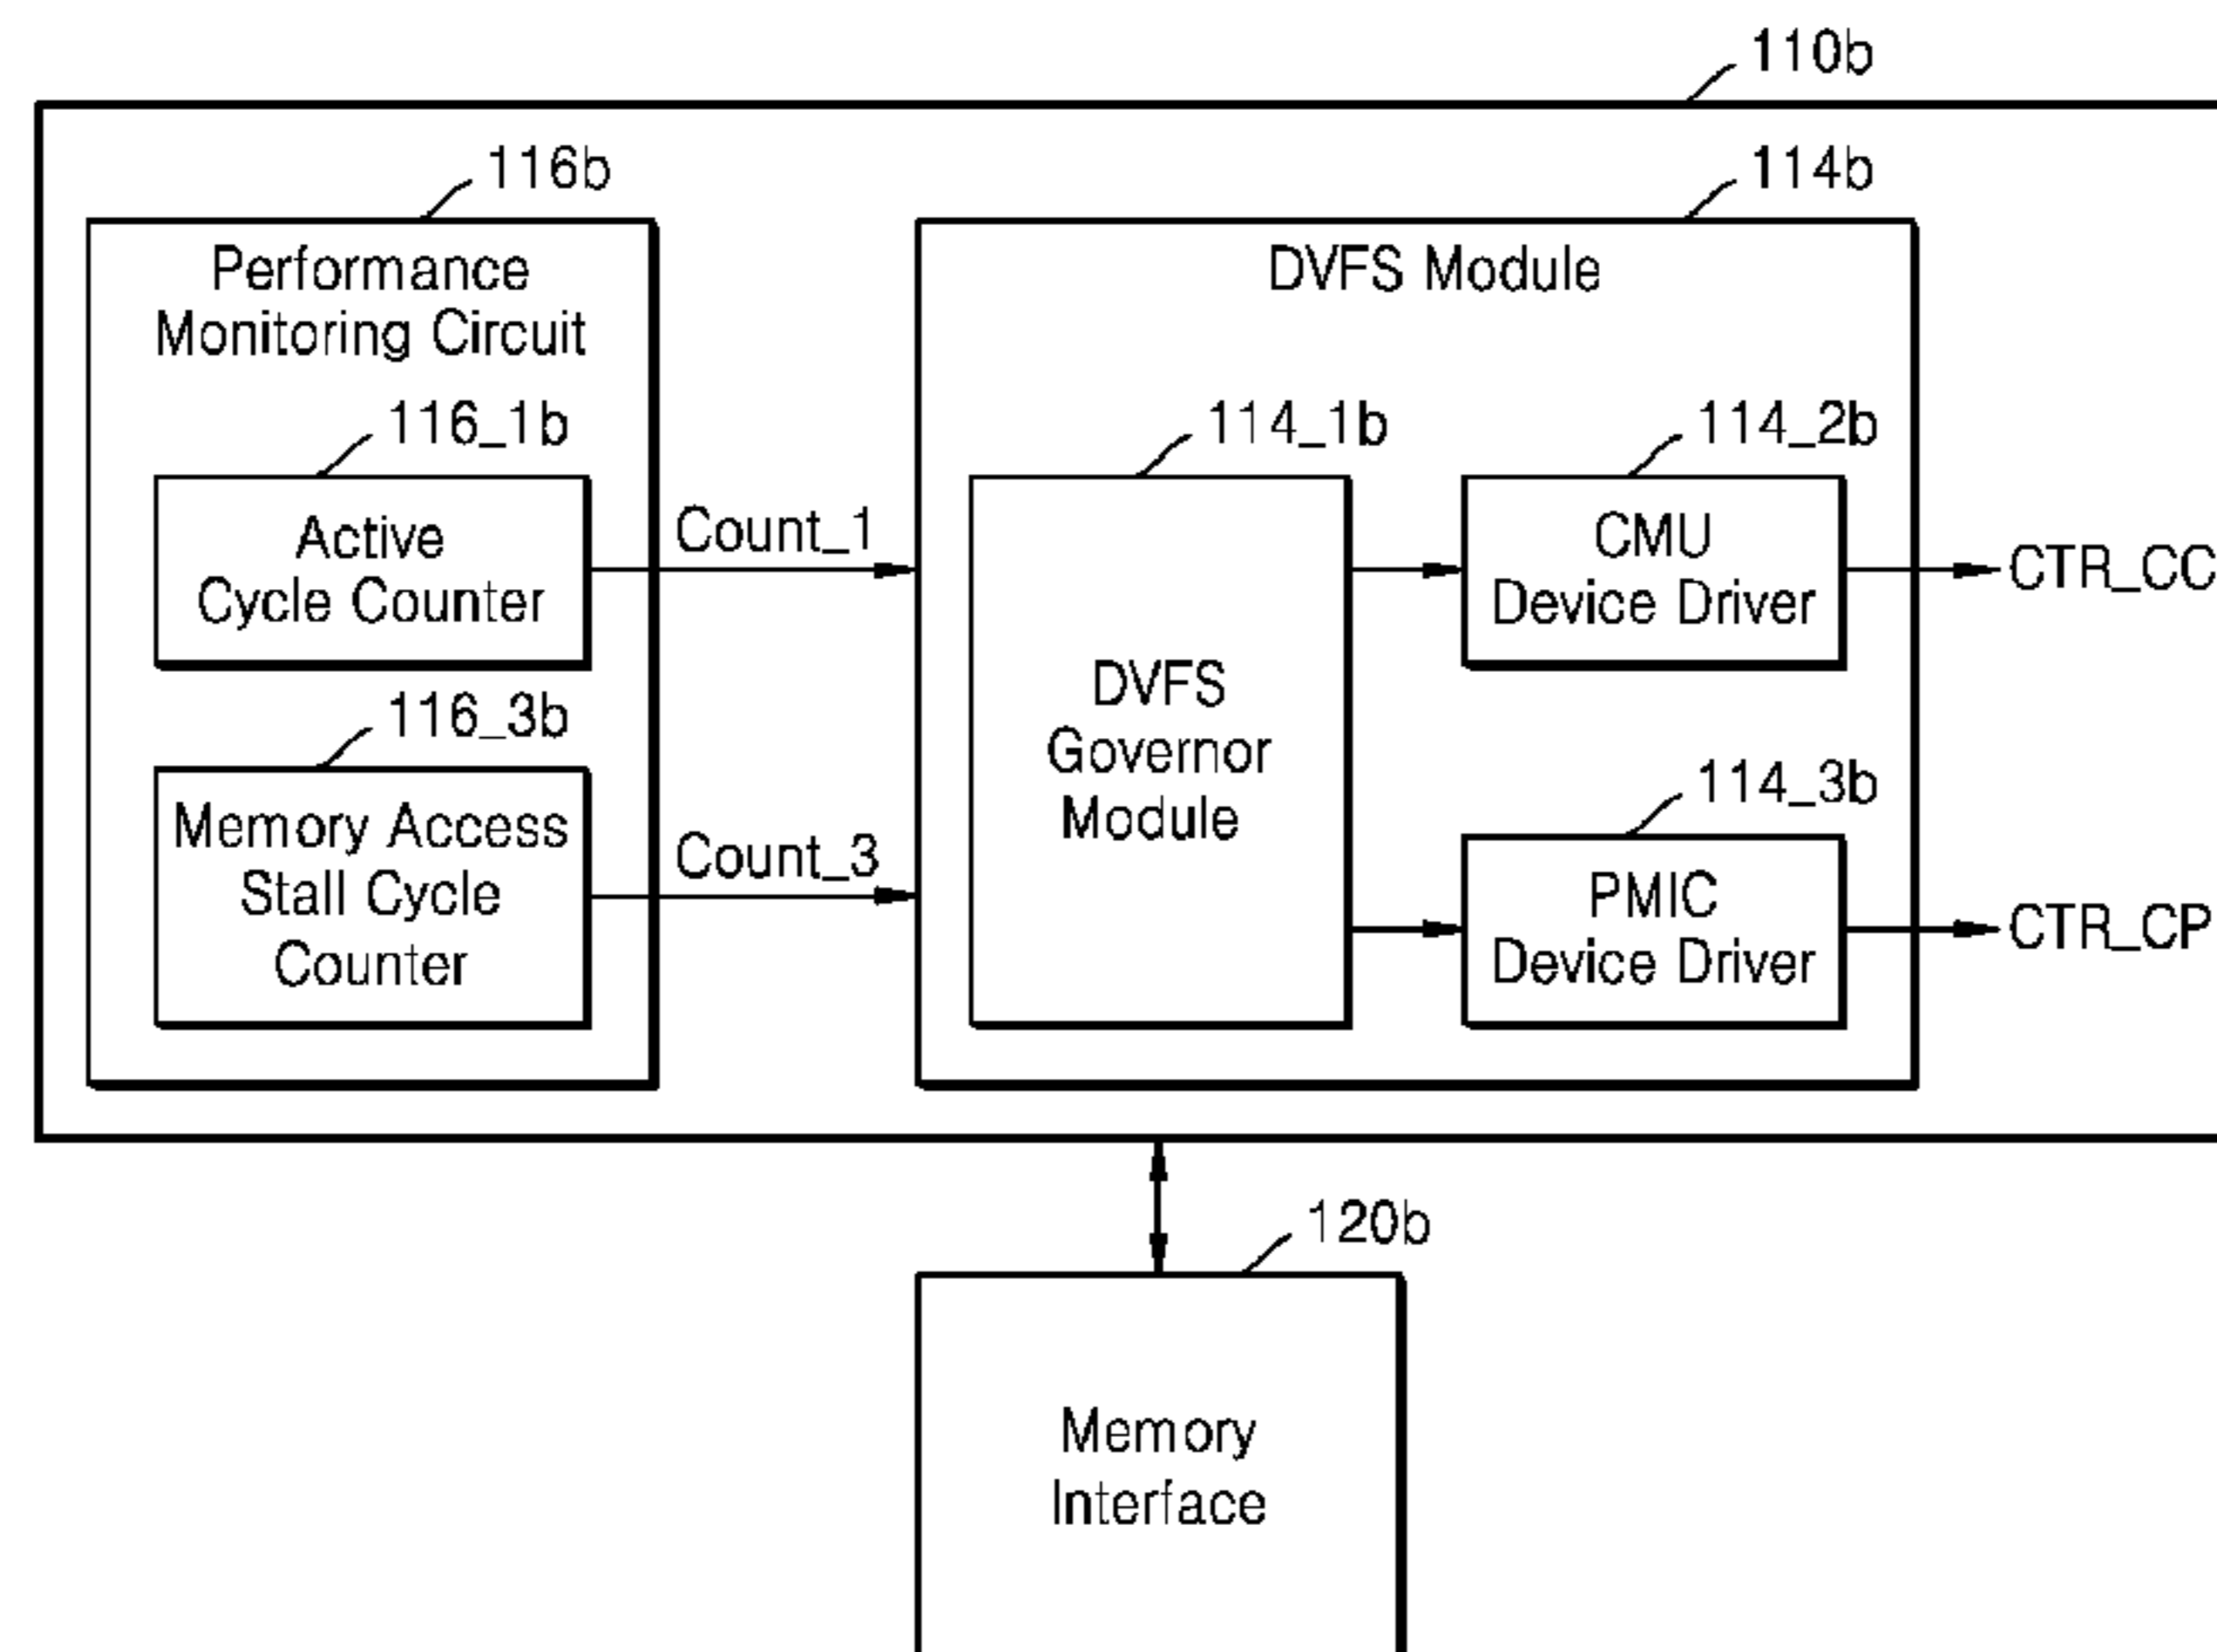 110b
116b
114b
Performance
Monitoring Circuit
DVFS Module
116_1b
114_1b
114_2b
Active
Cycle Counter
Count_1
CMU
Device Driver
CTR_CC
DVFS
Governor
Module
116_3b
114_3b
Memory Access
Stall Cycle
Counter
Count_3
PMIC
Device Driver
CTR_CP
120b
Memory
Interface